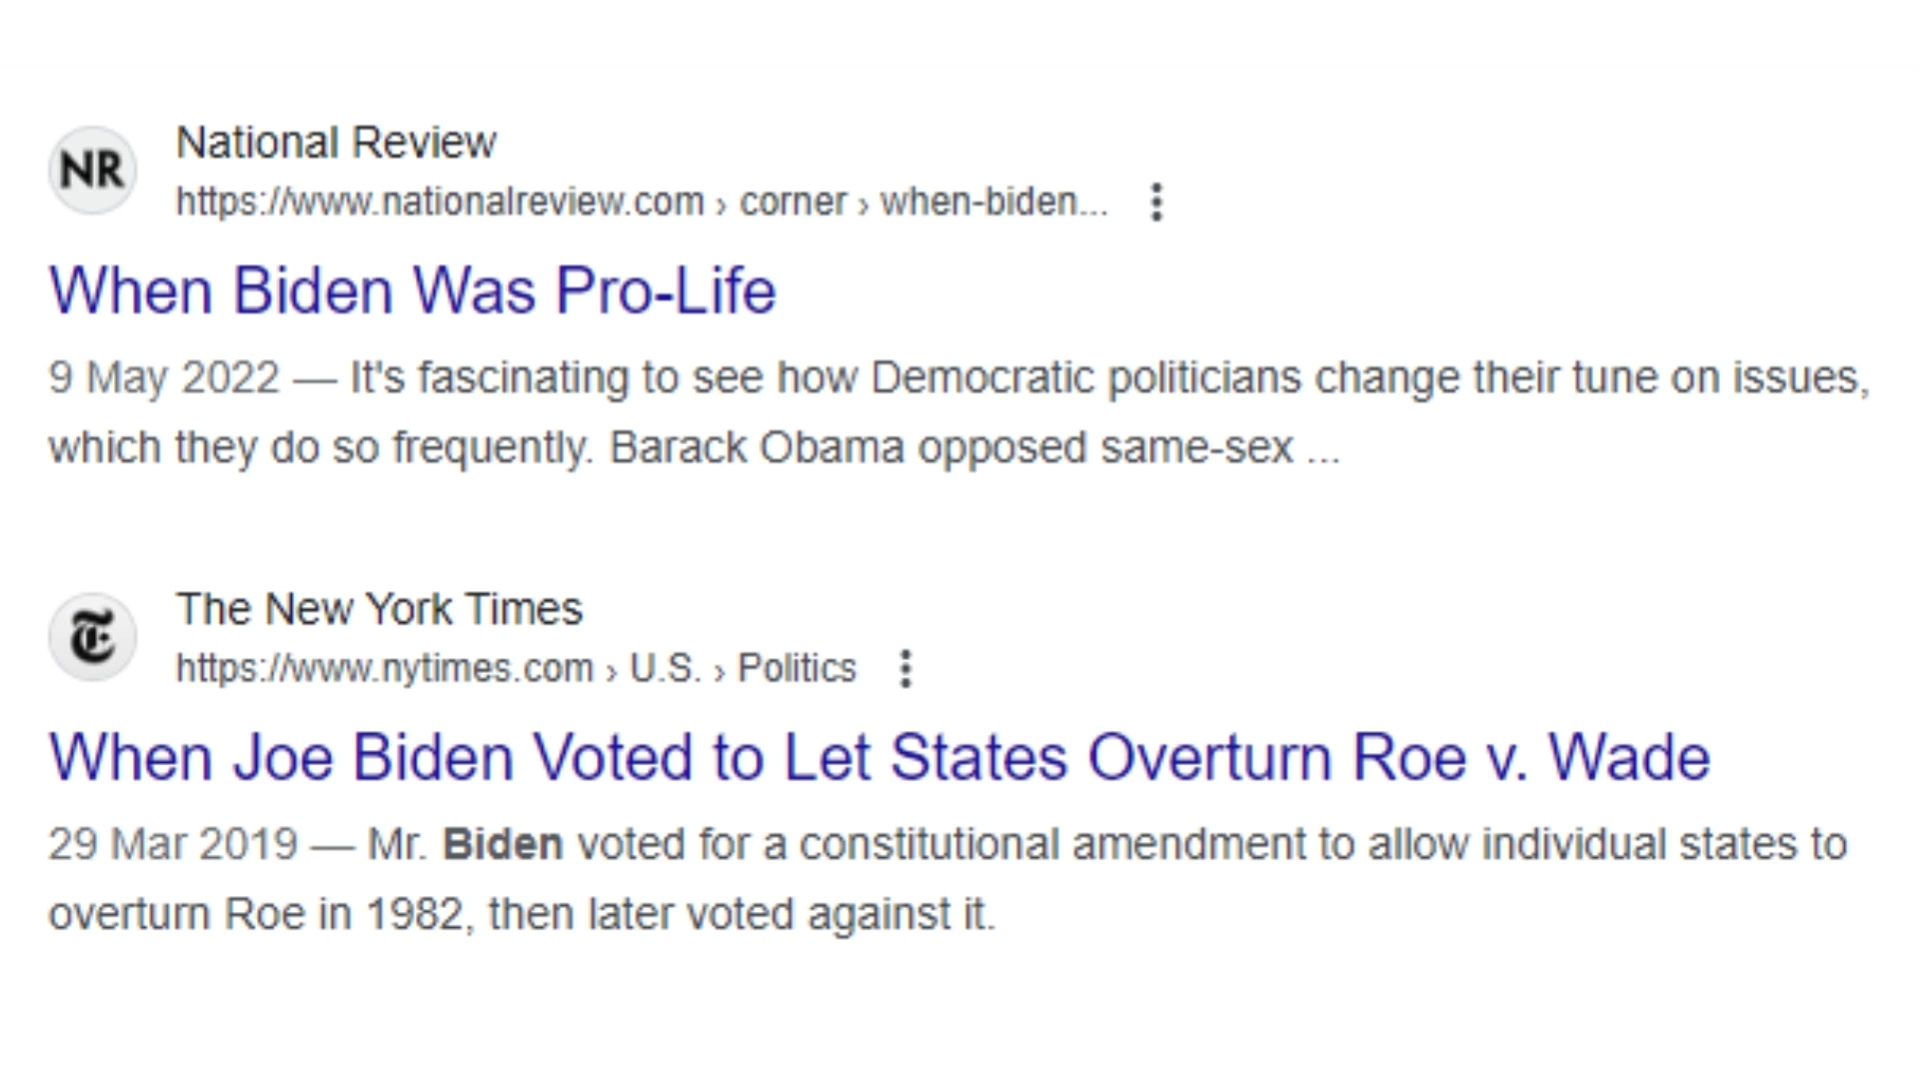 NR
National Review
https://www.nationalreview.com › corner › when-biden...
When Biden Was Pro-Life
9 May 2022 — It's fascinating to see how Democratic politicians change their tune on issues,
which they do so frequently. Barack Obama opposed same-sex ...
T
The New York Times
https://www.nytimes.com › U.S. › Politics
When Joe Biden Voted to Let States Overturn Roe v. Wade
29 Mar 2019 — Mr. Biden voted for a constitutional amendment to allow individual states to
overturn Roe in 1982, then later voted against it.